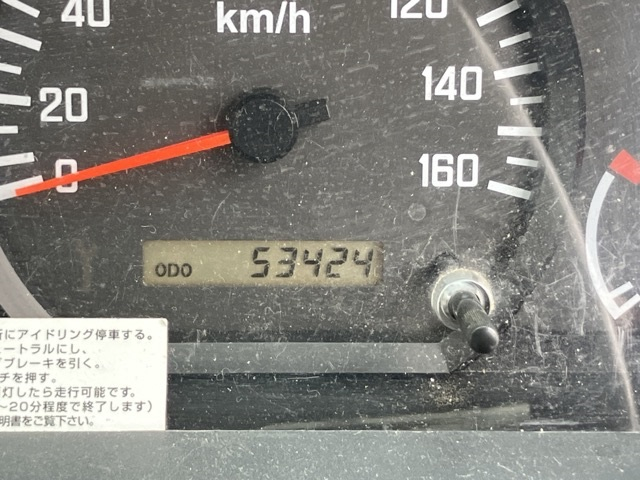 40
km/h
120
20
140
0
160
ODO 53424
所にアイドリング停車する。
ュートラルにし、
ブレーキを引く。
チを押す。
灯したら走行可能です。
～20分程度で終了します)
明書をご覧下さい。